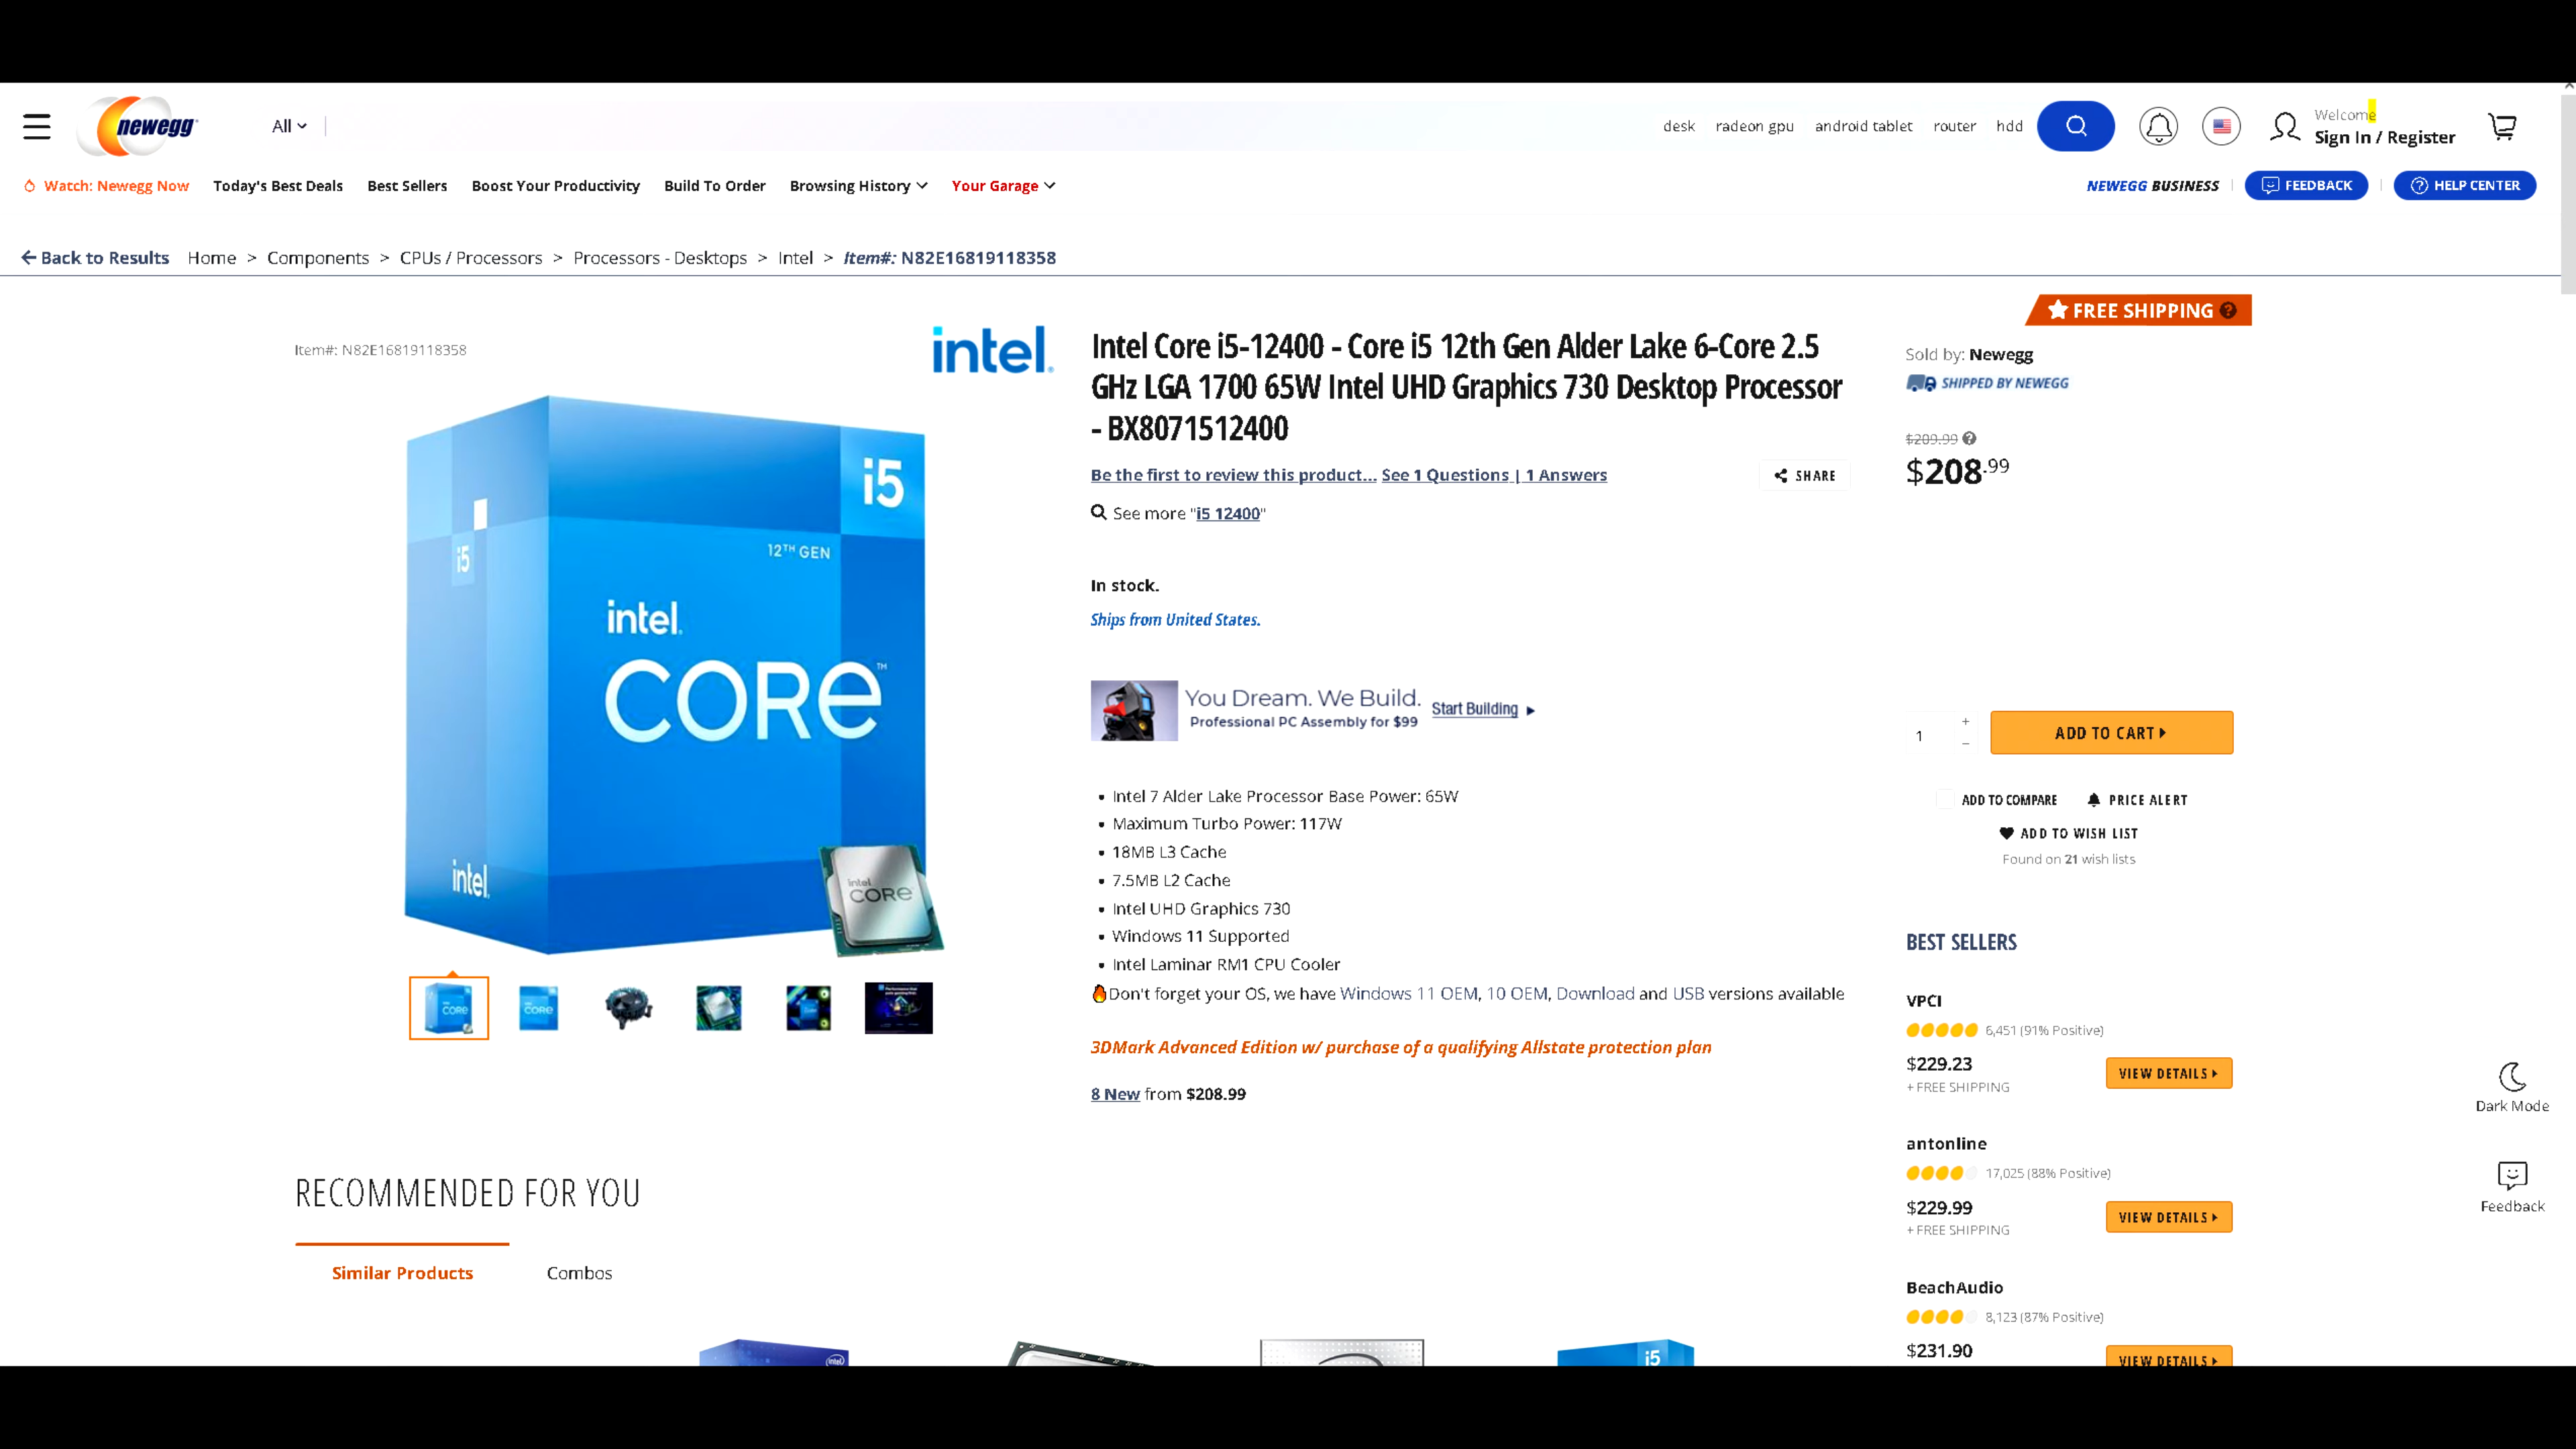 newegg
All
desk radeon gpu android tablet router hdd
Welcome
Sign In / Register
Watch: Newegg Now Today's Best Deals Best Sellers Boost Your Productivity Build To Order Browsing History Your Garage
NEWEGG BUSINESS FEEDBACK HELP CENTER
Back to Results Home > Components > CPUs / Processors > Processors - Desktops > Intel > Item#: N82E16819118358
FREE SHIPPING
Item#: N82E16819118358
intel.
Intel Core i5-12400 - Core i5 12th Gen Alder Lake 6-Core 2.5
GHz LGA 1700 65W Intel UHD Graphics 730 Desktop Processor
- BX8071512400
Be the first to review this product... See 1 Questions | 1 Answers
SHARE
See more "i5 12400"
In stock.
Ships from United States.
You Dream. We Build.
Professional PC Assembly for $99
Start Building
• Intel 7 Alder Lake Processor Base Power: 65W
• Maximum Turbo Power: 117W
• 18MB L3 Cache
• 7.5MB L2 Cache
• Intel UHD Graphics 730
• Windows 11 Supported
• Intel Laminar RM1 CPU Cooler
Don't forget your OS, we have Windows 11 OEM, 10 OEM, Download and USB versions available
3DMark Advanced Edition w/ purchase of a qualifying Allstate protection plan
8 New from $208.99
i5
i5
12TH GEN
intel.
CORE™
intel.
intel
CORE
CORE
CORE
Sold by: Newegg
SHIPPED BY NEWEGG
$209.99
$208.99
1 + −
ADD TO CART
ADD TO COMPARE PRICE ALERT
ADD TO WISH LIST
Found on 21 wish lists
BEST SELLERS
VPCI
6,451 (91% Positive)
$229.23
+ FREE SHIPPING
VIEW DETAILS
antonline
17,025 (88% Positive)
$229.99
+ FREE SHIPPING
VIEW DETAILS
BeachAudio
8,123 (87% Positive)
$231.90
VIEW DETAILS
Dark Mode
Feedback
RECOMMENDED FOR YOU
Similar Products Combos
intel
i5